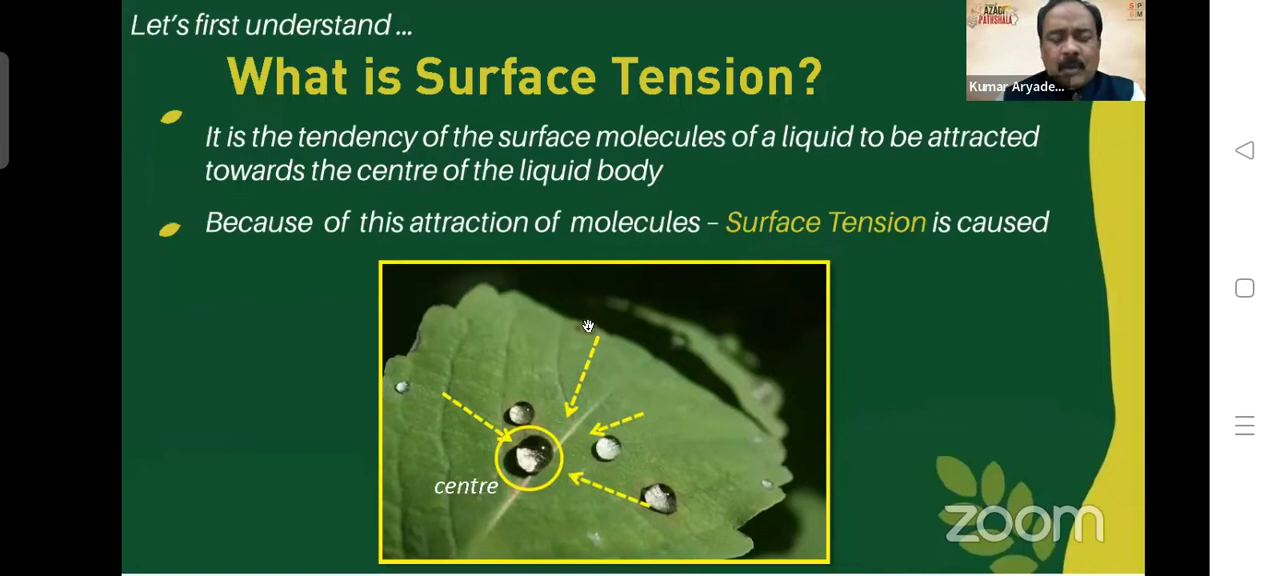 Let's first understand ...
What is Surface Tension?
It is the tendency of the surface molecules of a liquid to be attracted
towards the centre of the liquid body
Because of this attraction of molecules – Surface Tension is caused
centre
AZADI
PATHSHALA
Kumar Aryade...
zoom